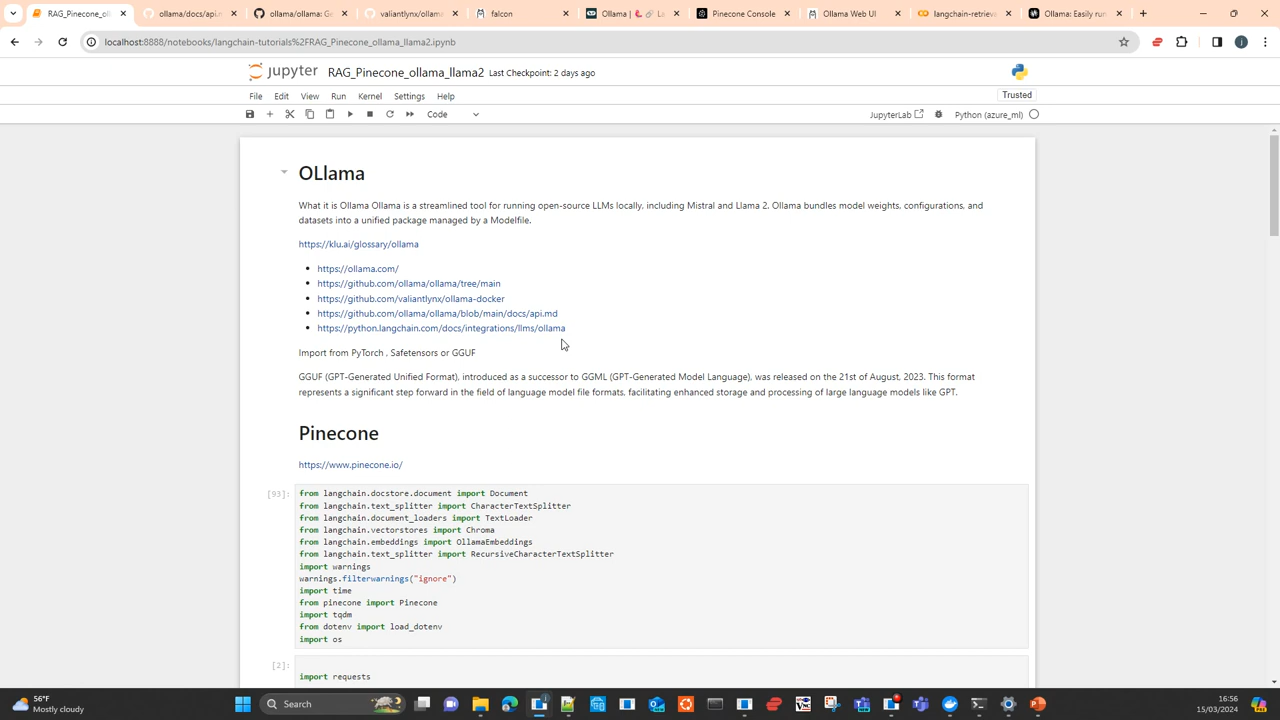 RAG_Pinecone_ol
ollama/docs/api.m
ollama/ollama: Ge
valiantlynx/ollama
falcon
Ollama | 🦜️🔗 La
Pinecone Console
Ollama Web UI
langchain-retrieva
Ollama: Easily run
localhost:8888/notebooks/langchain-tutorials%2FRAG_Pinecone_ollama_llama2.ipynb
jupyter RAG_Pinecone_ollama_llama2 Last Checkpoint: 2 days ago
File Edit View Run Kernel Settings Help
Trusted
Code
JupyterLab
Python (azure_ml)
OLlama
What it is Ollama Ollama is a streamlined tool for running open-source LLMs locally, including Mistral and Llama 2. Ollama bundles model weights, configurations, and
datasets into a unified package managed by a Modelfile.
https://klu.ai/glossary/ollama
• https://ollama.com/
• https://github.com/ollama/ollama/tree/main
• https://github.com/valiantlynx/ollama-docker
• https://github.com/ollama/ollama/blob/main/docs/api.md
• https://python.langchain.com/docs/integrations/llms/ollama
Import from PyTorch . Safetensors or GGUF
GGUF (GPT-Generated Unified Format), introduced as a successor to GGML (GPT-Generated Model Language), was released on the 21st of August, 2023. This format
represents a significant step forward in the field of language model file formats, facilitating enhanced storage and processing of large language models like GPT.
Pinecone
https://www.pinecone.io/
[93]:
from langchain.docstore.document import Document
from langchain.text_splitter import CharacterTextSplitter
from langchain.document_loaders import TextLoader
from langchain.vectorstores import Chroma
from langchain.embeddings import OllamaEmbeddings
from langchain.text_splitter import RecursiveCharacterTextSplitter
import warnings
warnings.filterwarnings("ignore")
import time
from pinecone import Pinecone
import tqdm
from dotenv import load_dotenv
import os
[2]:
import requests
56°F
Mostly cloudy
Search
16:56
15/03/2024